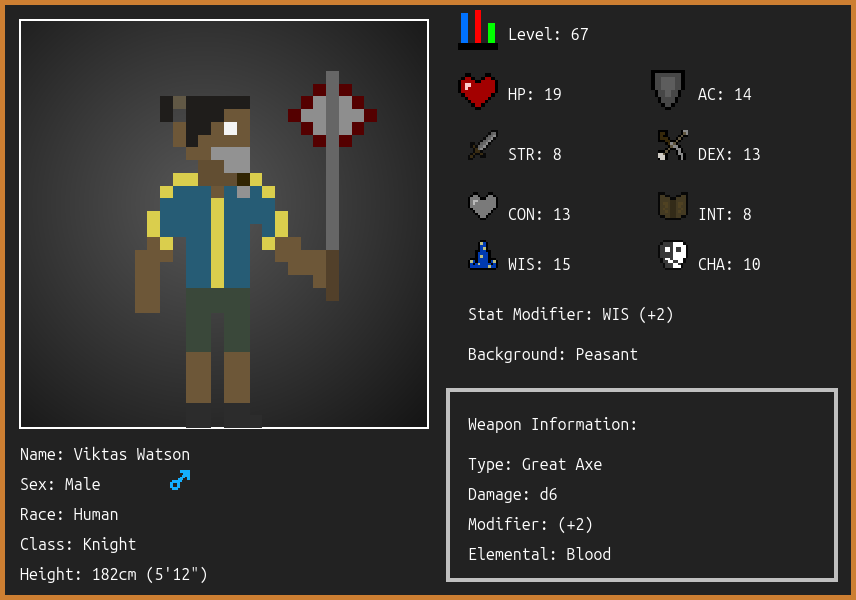 Level: 67
HP: 19
AC: 14
STR: 8
DEX: 13
CON: 13
INT: 8
WIS: 15
CHA: 10
Stat Modifier: WIS (+2)
Background: Peasant
Weapon Information:
Type: Great Axe
Damage: d6
Modifier: (+2)
Elemental: Blood
Name: Viktas Watson
Sex: Male
Race: Human
Class: Knight
Height: 182cm (5'12")